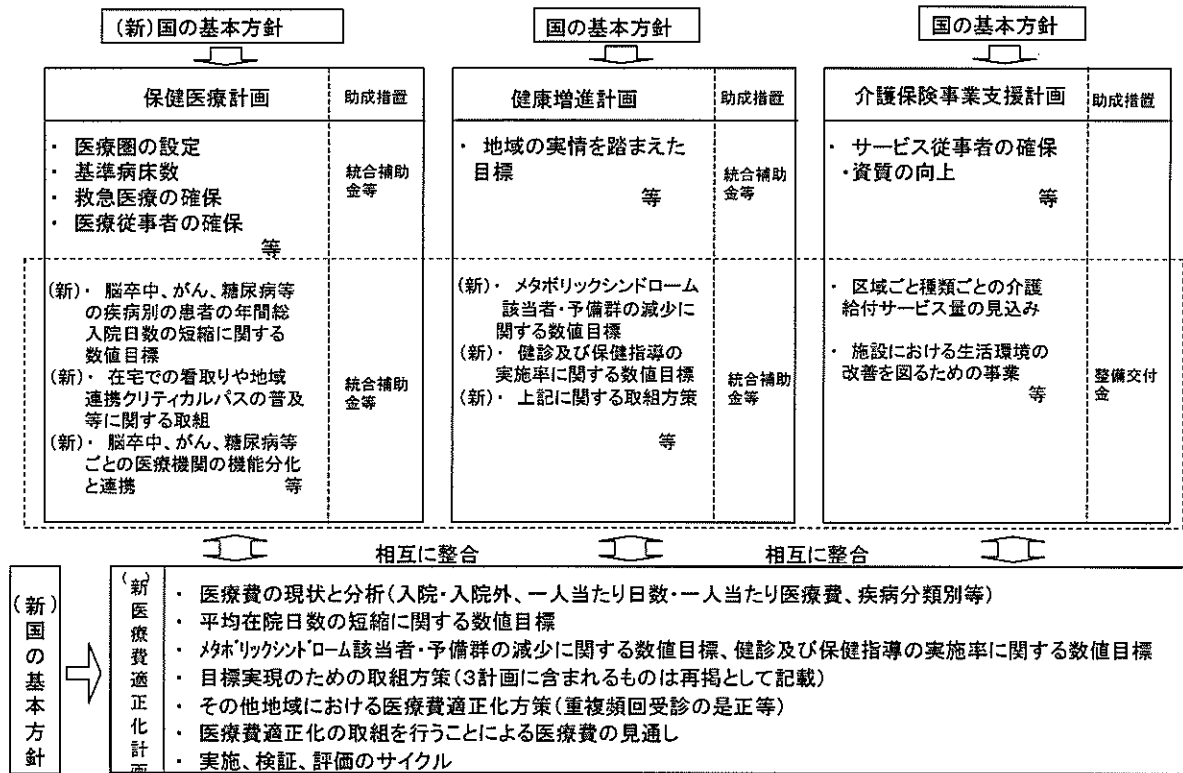 (新)国の基本方針
国の基本方針
国の基本方針
保健医療計画
助成措置
・ 医療圏の設定
・ 基準病床数
・ 救急医療の確保
・ 医療従事者の確保
等
統合補助
金等
(新)・ 脳卒中、がん、糖尿病等
の疾病別の患者の年間総
入院日数の短縮に関する
数値目標
(新)・ 在宅での看取りや地域
連携クリティカルパスの普及
等に関する取組
(新)・ 脳卒中、がん、糖尿病等
ごとの医療機関の機能分化
と連携 等
統合補助
金等
健康増進計画
助成措置
・ 地域の実情を踏まえた
目標
等
統合補助
金等
(新)・ メタボリックシンドローム
該当者・予備群の減少に
関する数値目標
(新)・ 健診及び保健指導の
実施率に関する数値目標
(新)・ 上記に関する取組方策
等
統合補助
金等
介護保険事業支援計画
助成措置
・ サービス従事者の確保
・資質の向上
等
・ 区域ごと種類ごとの介護
給付サービス量の見込み
・ 施設における生活環境の
改善を図るための事業
等
整備交付
金
相互に整合
相互に整合
(新)国の基本方針
(新)医療費適正化計画
・ 医療費の現状と分析(入院・入院外、一人当たり日数・一人当たり医療費、疾病分類別等)
・ 平均在院日数の短縮に関する数値目標
・ メタボリックシンドローム該当者・予備群の減少に関する数値目標、健診及び保健指導の実施率に関する数値目標
・ 目標実現のための取組方策(3計画に含まれるものは再掲として記載)
・ その他地域における医療費適正化方策(重複頻回受診の是正等)
・ 医療費適正化の取組を行うことによる医療費の見通し
・ 実施、検証、評価のサイクル